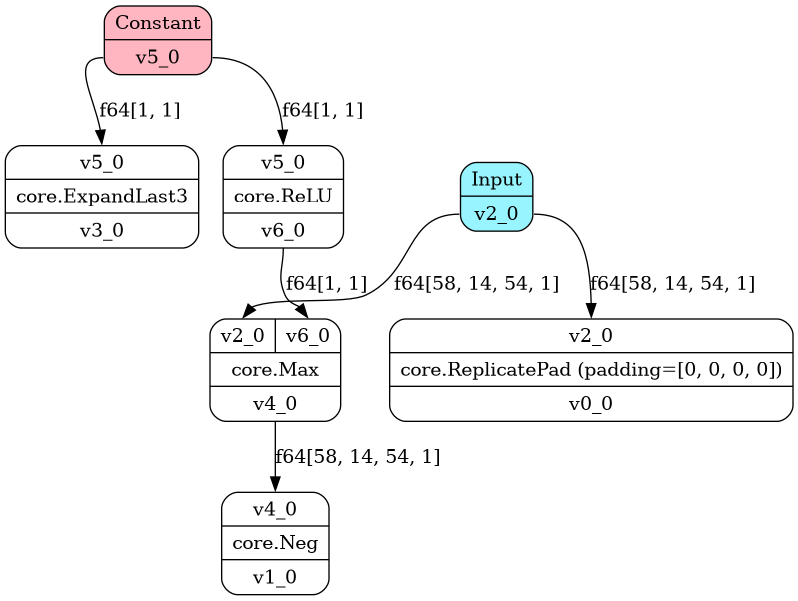 Constant
v5_0
f64[1, 1]
f64[1, 1]
v5_0
core.ExpandLast3
v3_0
v5_0
core.ReLU
v6_0
Input
v2_0
f64[1, 1]
f64[58, 14, 54, 1]
f64[58, 14, 54, 1]
v2_0
v6_0
core.Max
v4_0
v2_0
core.ReplicatePad (padding=[0, 0, 0, 0])
v0_0
f64[58, 14, 54, 1]
v4_0
core.Neg
v1_0